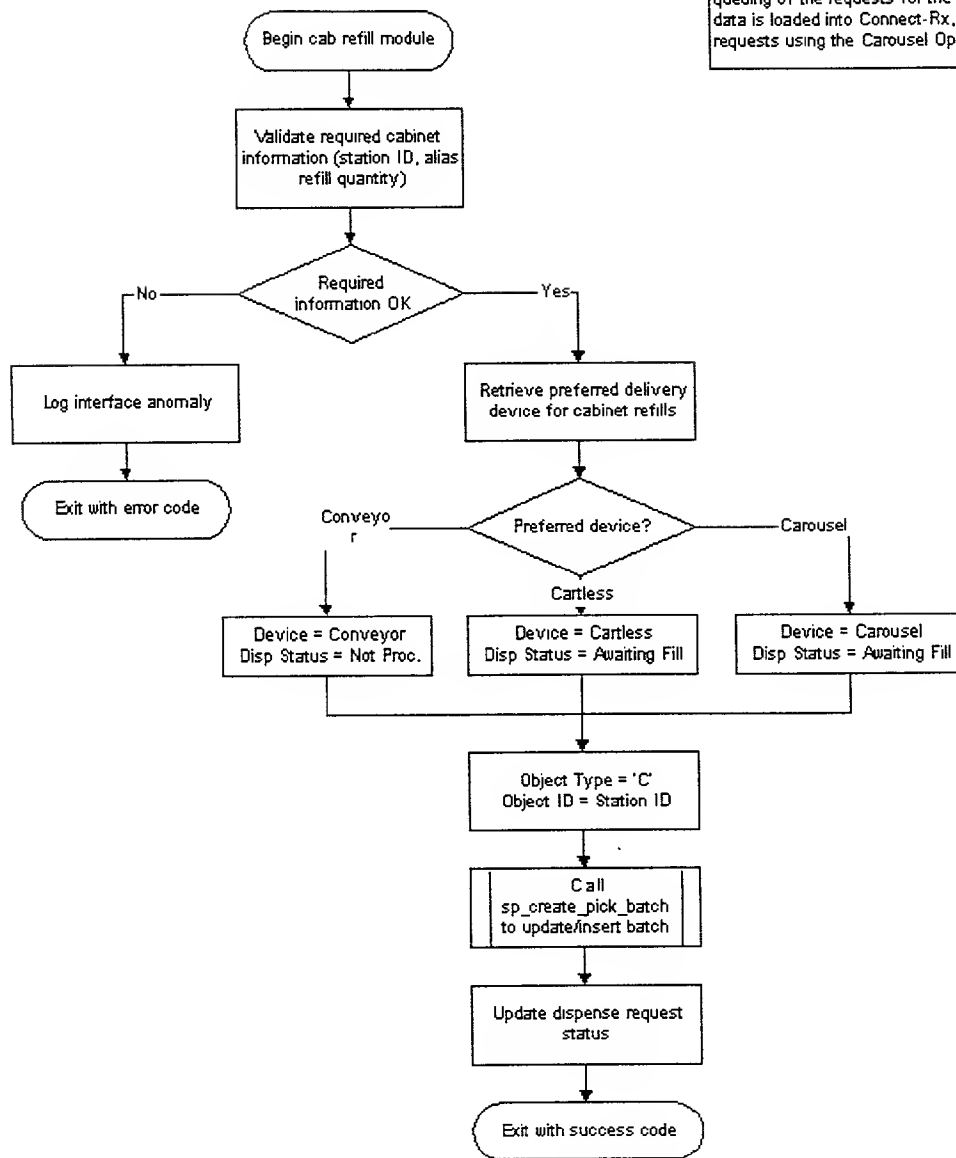 queuing of the requests for the
data is loaded into Connect-Rx,
requests using the Carousel Op
Begin cab refill module
Validate required cabinet
information (station ID, alias
refill quantity)
Required
information OK
No
Yes
Log interface anomaly
Retrieve preferred delivery
device for cabinet refills
Exit with error code
Preferred device?
Conveyo
r
Carousel
Cartless
Device = Conveyor
Disp Status = Not Proc.
Device = Cartless
Disp Status = Awaiting Fill
Device = Carousel
Disp Status = Awaiting Fill
Object Type = 'C'
Object ID = Station ID
Call
sp_create_pick_batch
to update/insert batch
Update dispense request
status
Exit with success code